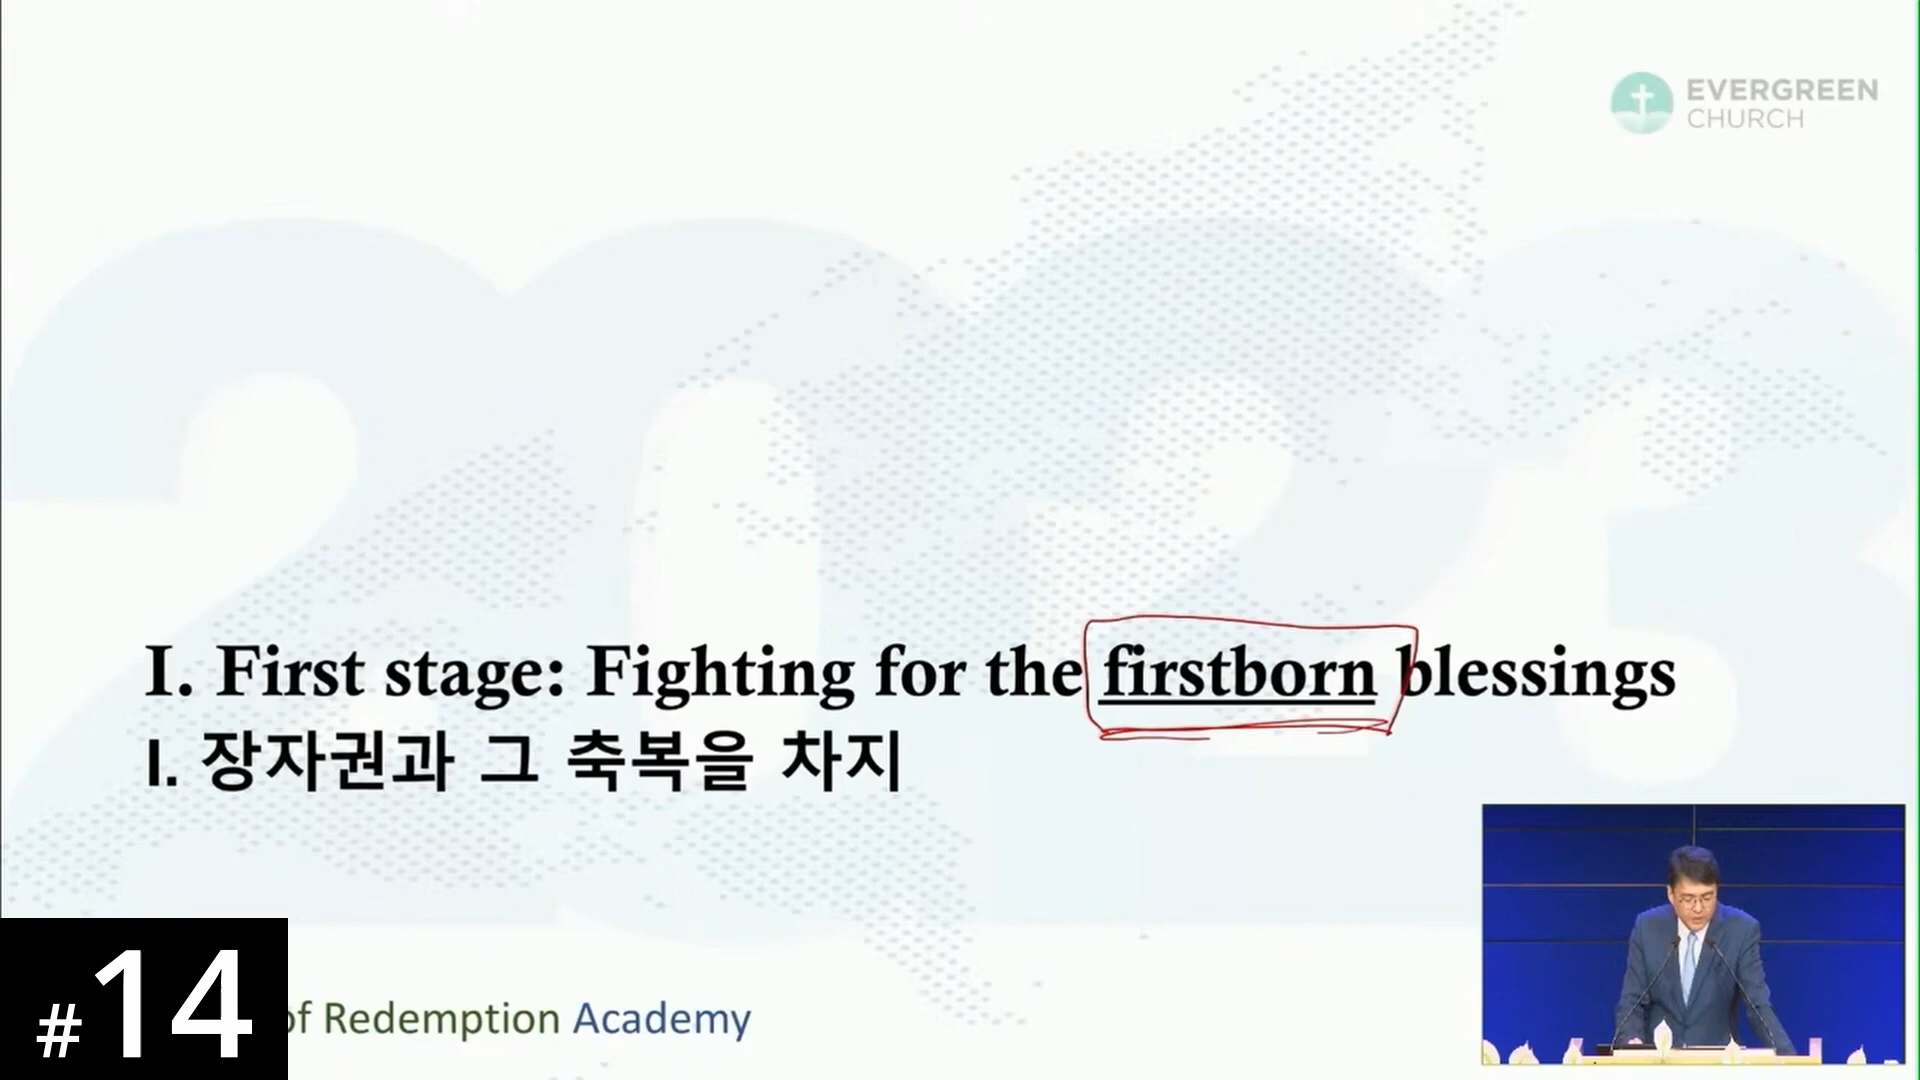 EVERGREEN
CHURCH
I. First stage: Fighting for the firstborn blessings
I. 장자권과 그 축복을 차지
#14
of Redemption Academy